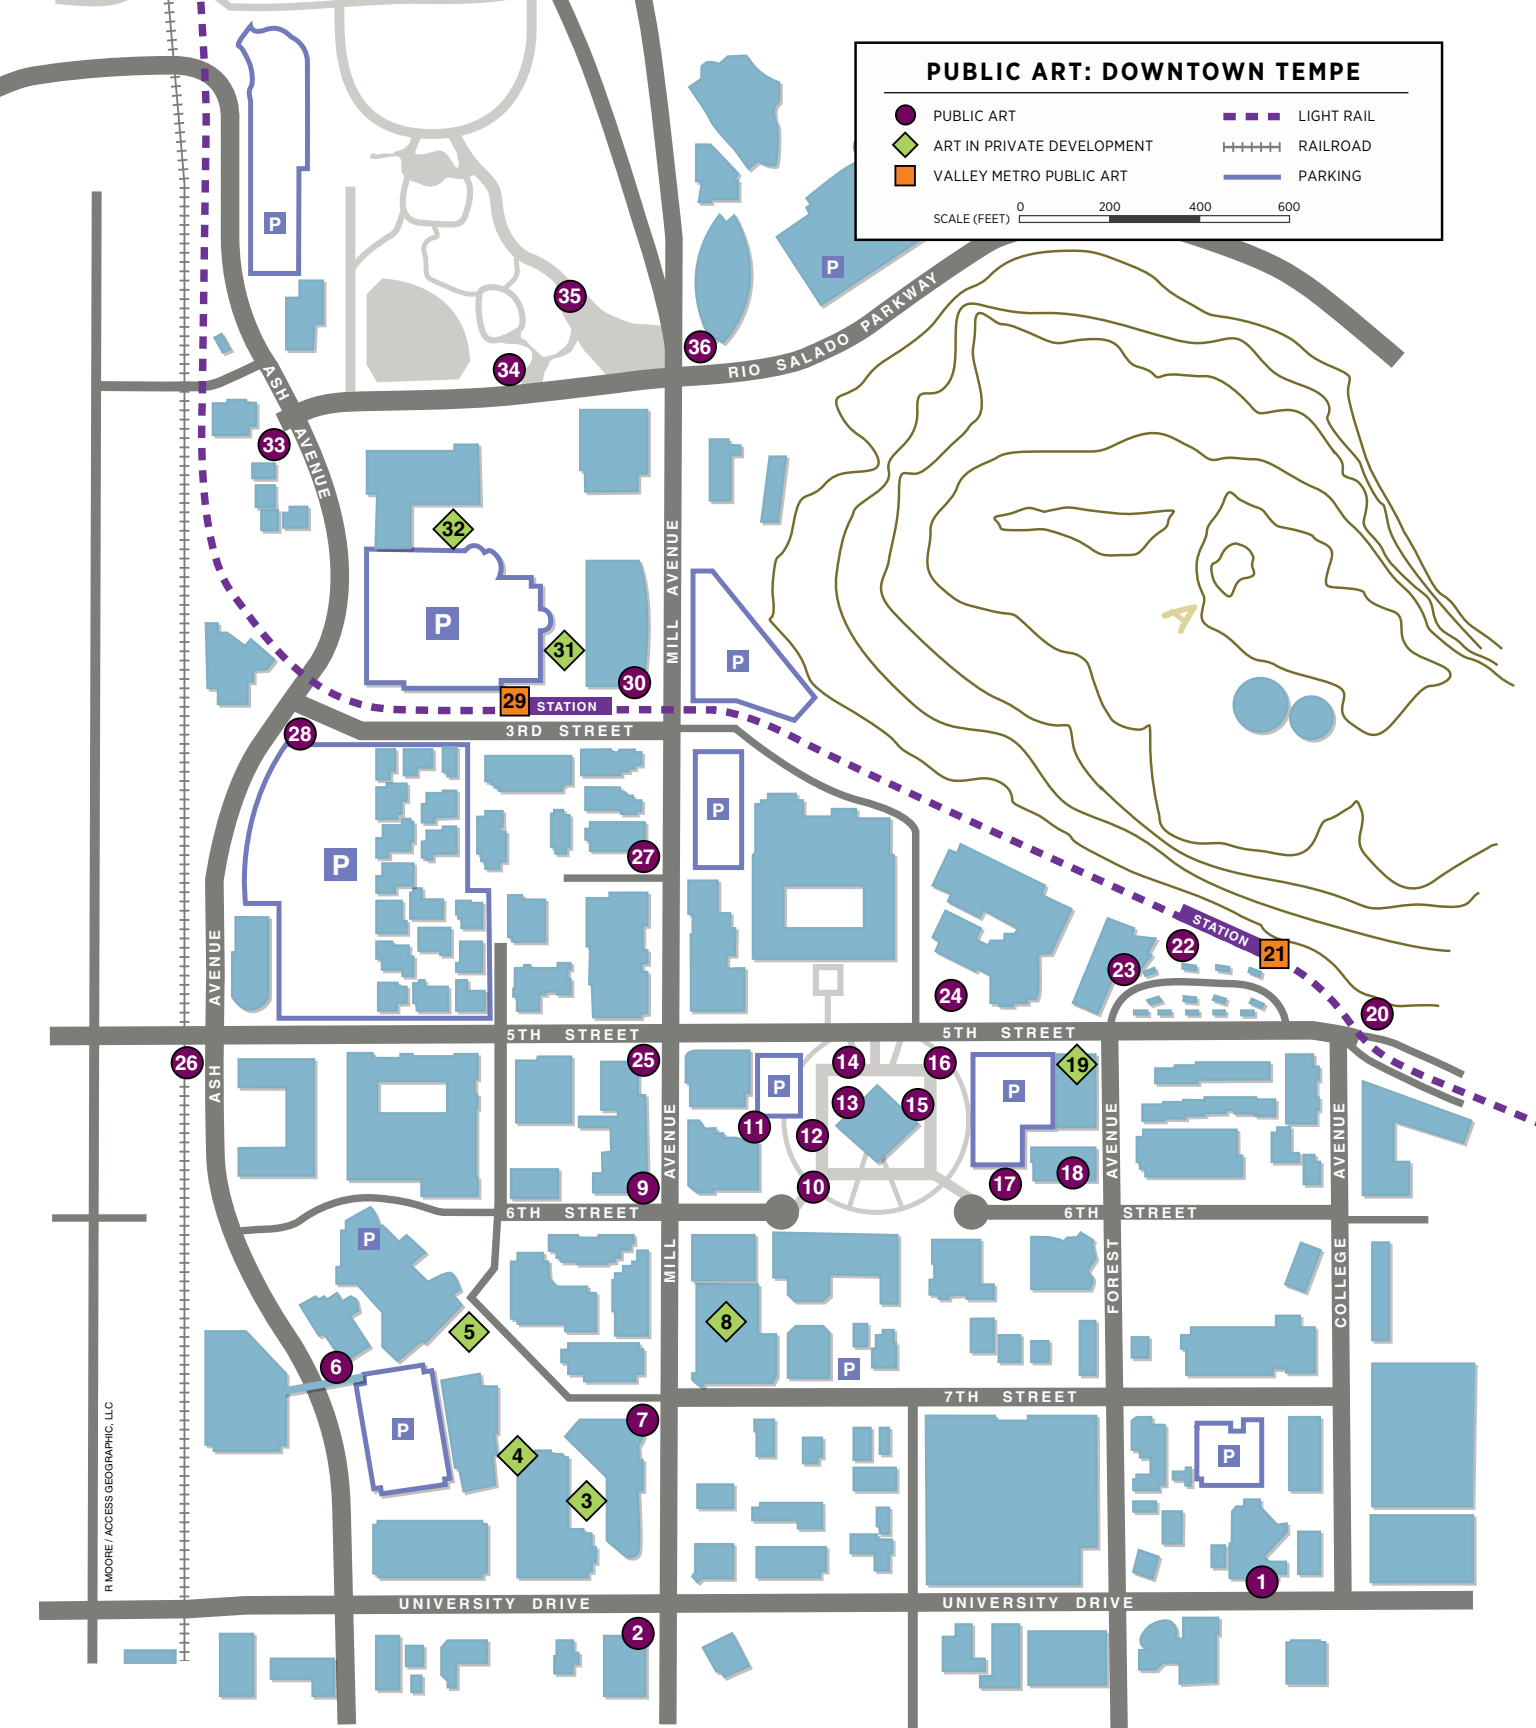 PUBLIC ART: DOWNTOWN TEMPE
PUBLIC ART
LIGHT RAIL
ART IN PRIVATE DEVELOPMENT
RAILROAD
VALLEY METRO PUBLIC ART
PARKING
SCALE (FEET)
0 200 400 600
P
P
35
36
34
RIO SALADO PARKWAY
ASH AVENUE
33
32
MILL AVENUE
P
31
P
30
29
STATION
3RD STREET
28
P
P
27
STATION
22
21
23
24
20
ASH AVENUE
5TH STREET
5TH STREET
26
25
14
16
19
P
P
13
15
11
12
MILL AVENUE
FOREST AVENUE
COLLEGE AVENUE
18
17
9
10
6TH STREET
6TH STREET
P
8
5
6
P
7TH STREET
7
P
P
4
3
1
R MOORE / ACCESS GEOGRAPHIC, LLC
UNIVERSITY DRIVE
UNIVERSITY DRIVE
2
A